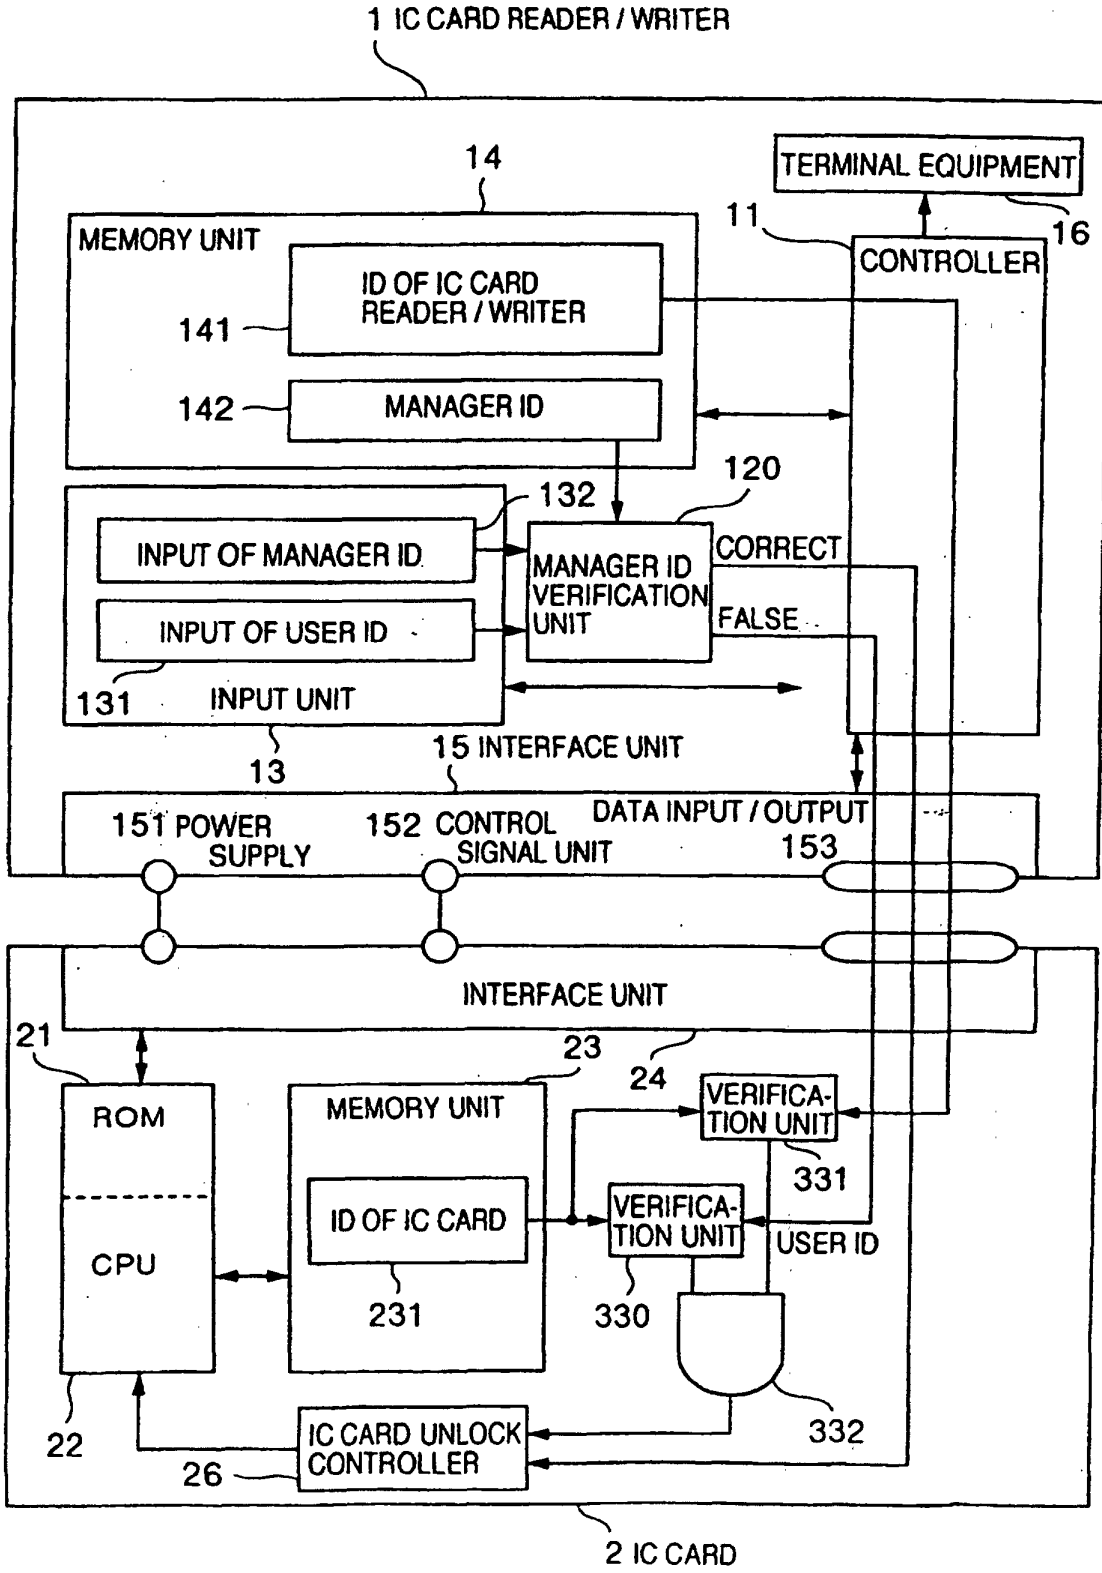 1 IC CARD READER / WRITER
14
TERMINAL EQUIPMENT
11
16
MEMORY UNIT
CONTROLLER
ID OF IC CARD
READER / WRITER
141
142
MANAGER ID
120
132
INPUT OF MANAGER ID
CORRECT
MANAGER ID
VERIFICATION
UNIT
INPUT OF USER ID
FALSE
131
INPUT UNIT
13
15 INTERFACE UNIT
DATA INPUT / OUTPUT
151 POWER
SUPPLY
152 CONTROL
SIGNAL UNIT
153
INTERFACE UNIT
21
23
24
ROM
MEMORY UNIT
VERIFICA-
TION UNIT
331
ID OF IC CARD
VERIFICA-
TION UNIT
USER ID
CPU
231
330
332
22
IC CARD UNLOCK
CONTROLLER
26
2 IC CARD